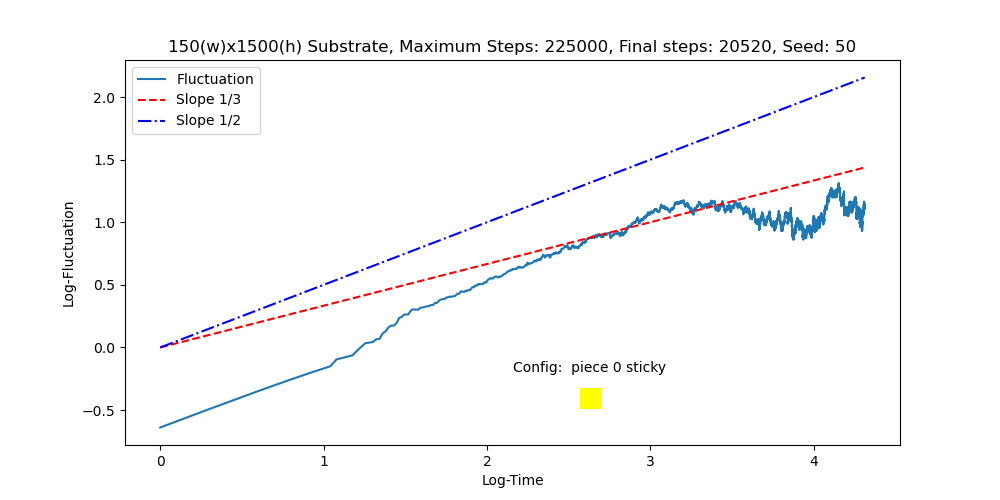 150(w)x1500(h) Substrate, Maximum Steps: 225000, Final steps: 20520, Seed: 50
Fluctuation
Slope 1/3
Slope 1/2
2.0
1.5
1.0
0.5
0.0
−0.5
Log-Fluctuation
Config:  piece 0 sticky
0
1
2
3
4
Log-Time